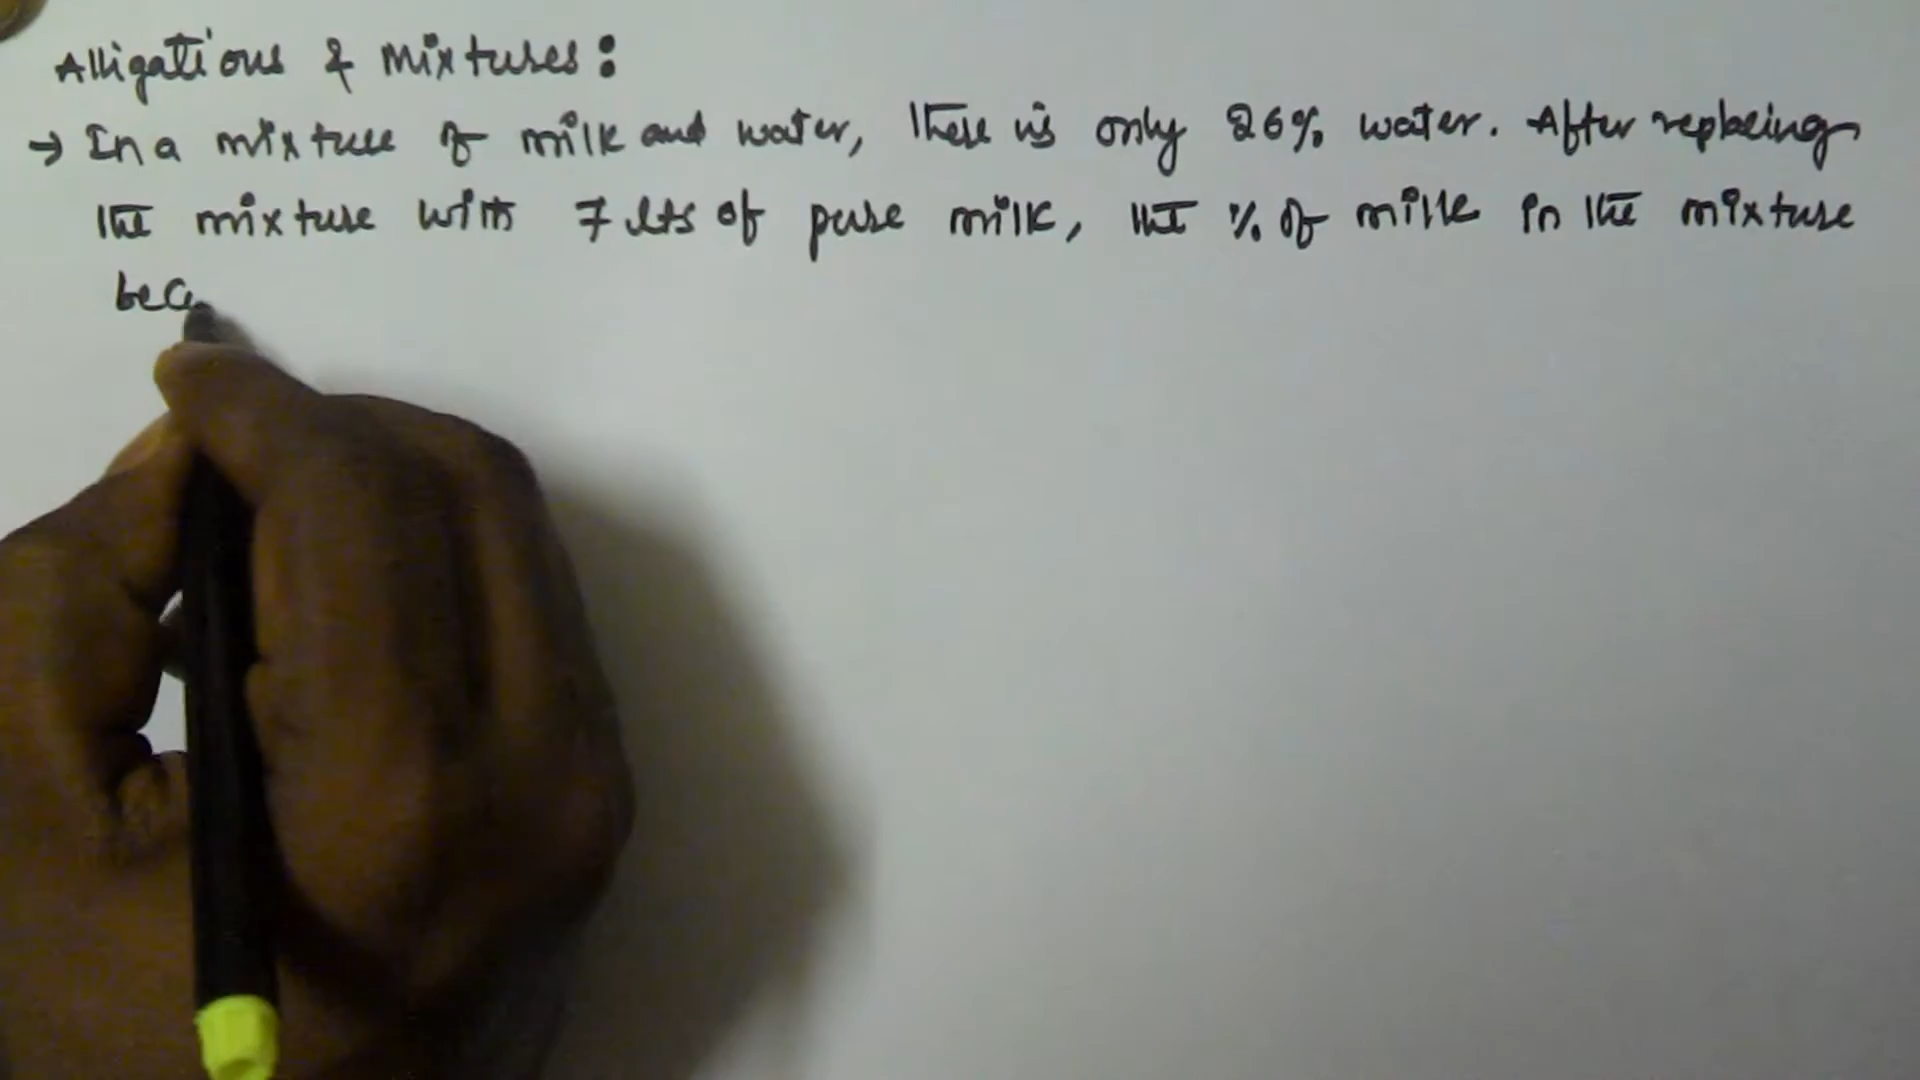 Alligations & Mixtures:
→ In a mixture of milk and water, there is only 26% water. After replacing
the mixture with 7 lts of pure milk, the % of milk in the mixture
beca